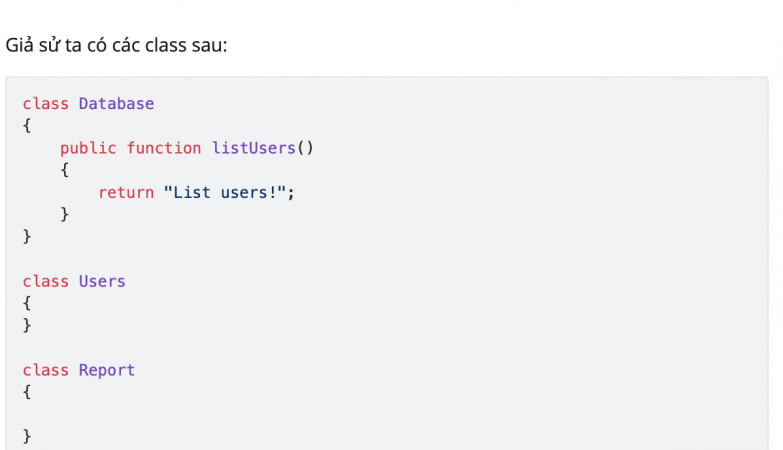 Giả sử ta có các class sau:
class Database
{
public function listUsers()
{
return "List users!";
}
}
class Users
{
}
class Report
{
}